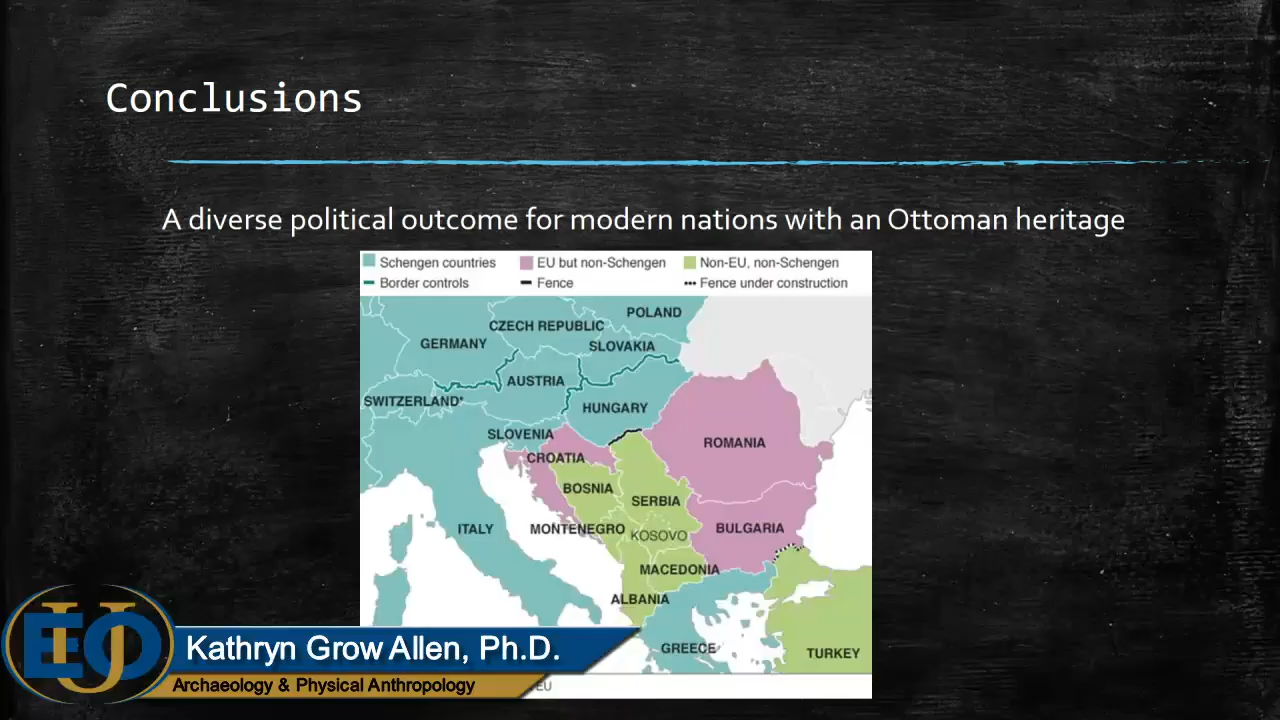 Conclusions
A diverse political outcome for modern nations with an Ottoman heritage
Schengen countries EU but non-Schengen Non-EU, non-Schengen
Border controls Fence Fence under construction
POLAND
CZECH REPUBLIC
GERMANY
SLOVAKIA
AUSTRIA
SWITZERLAND*
HUNGARY
SLOVENIA
ROMANIA
CROATIA
BOSNIA
SERBIA
ITALY
MONTENEGRO
KOSOVO
BULGARIA
MACEDONIA
ALBANIA
GREECE
TURKEY
EUO
Kathryn Grow Allen, Ph.D.
Archaeology & Physical Anthropology
EU